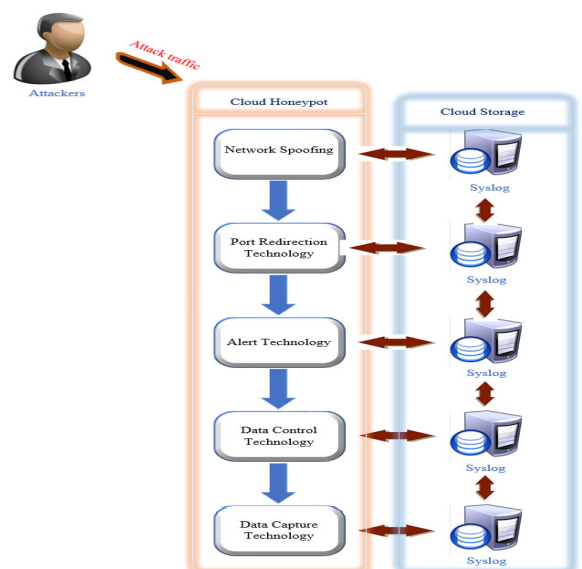 Attackers
Attack traffic
Cloud Honeypot
Cloud Storage
Network Spoofing
Syslog
Port Redirection
Technology
Syslog
Alert Technology
Syslog
Data Control
Technology
Syslog
Data Capture
Technology
Syslog